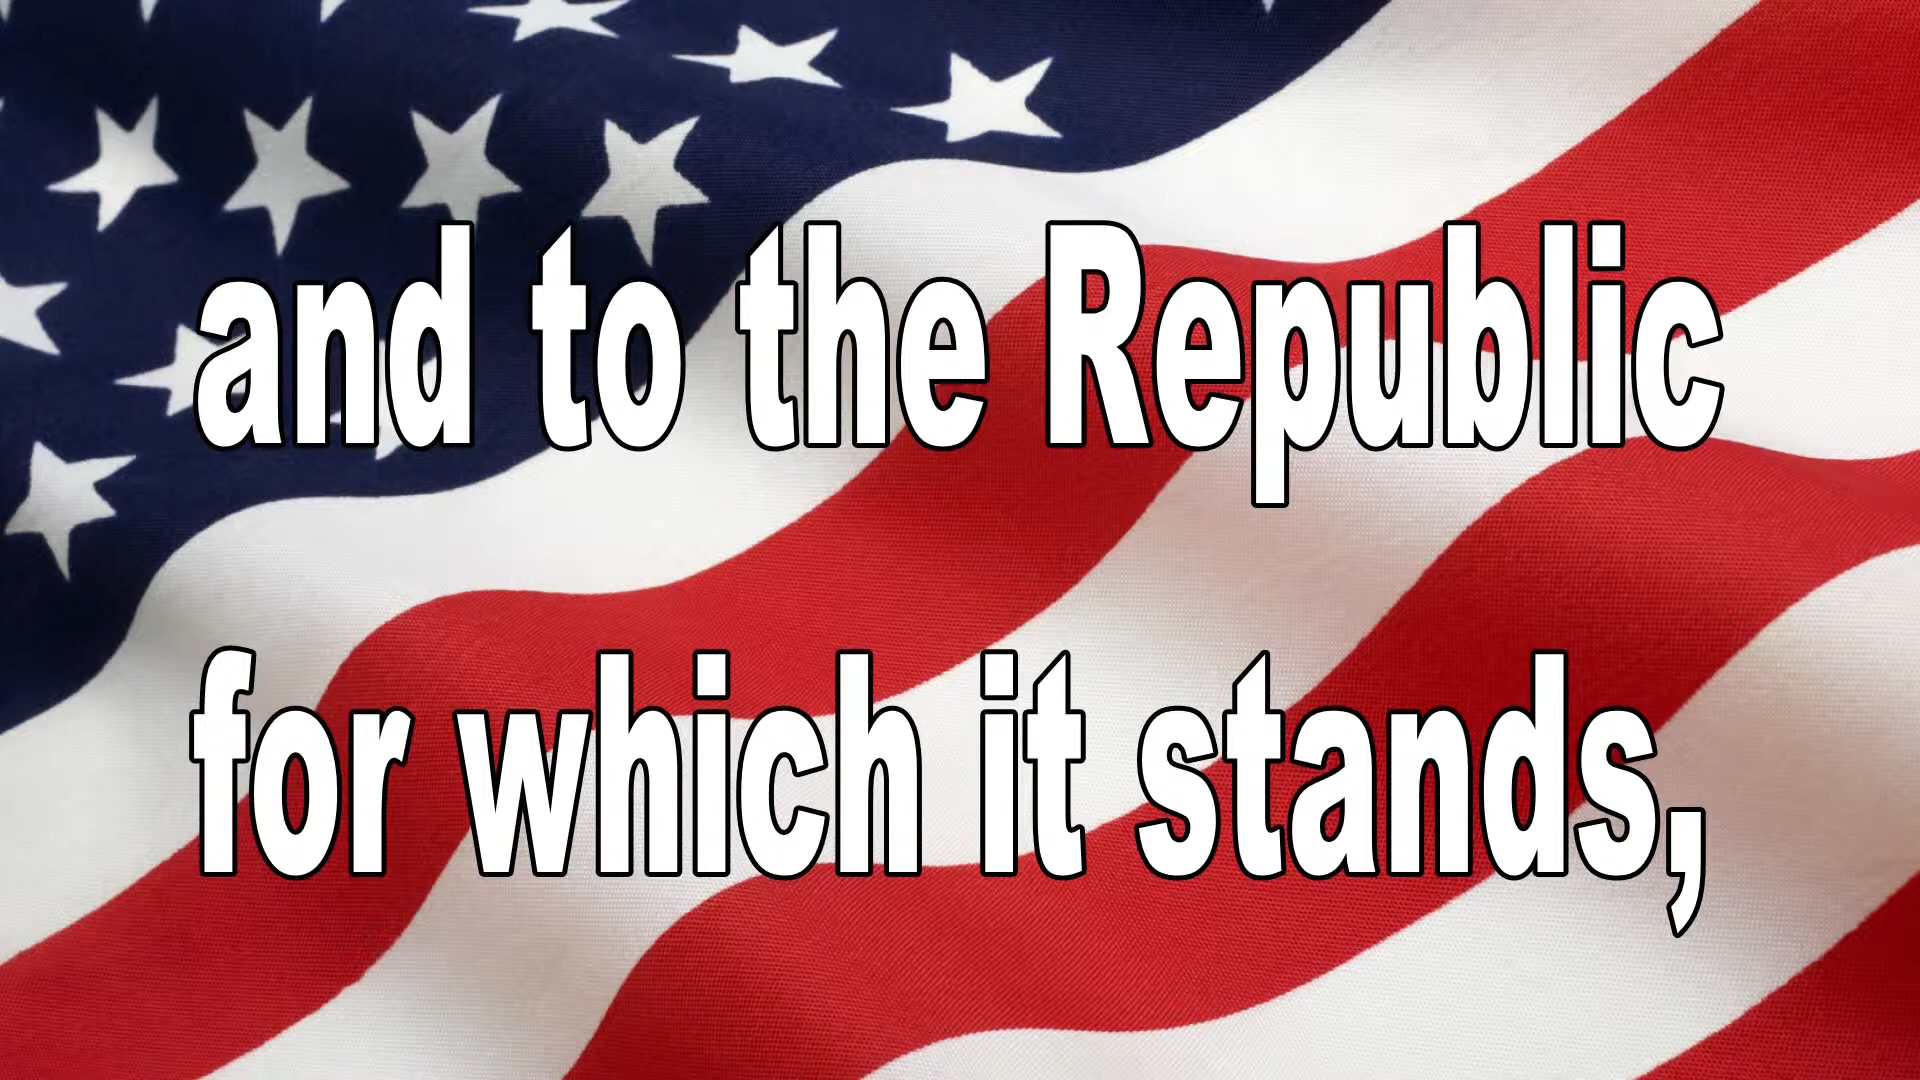 and to the Republic
for which it stands,